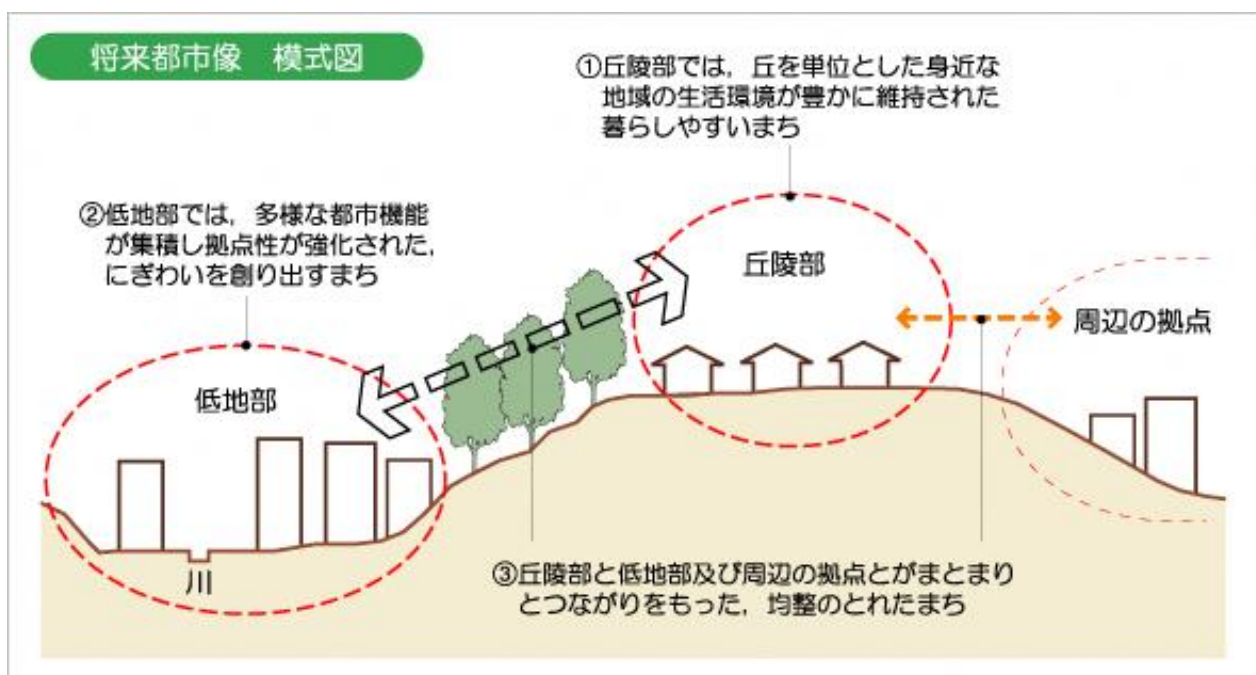 将来都市像　模式図
①丘陵部では，丘を単位とした身近な
地域の生活環境が豊かに維持された
暮らしやすいまち
②低地部では，多様な都市機能
が集積し拠点性が強化された，
にぎわいを創り出すまち
丘陵部
周辺の拠点
低地部
川
③丘陵部と低地部及び周辺の拠点とがまとまり
とつながりをもった，均整のとれたまち